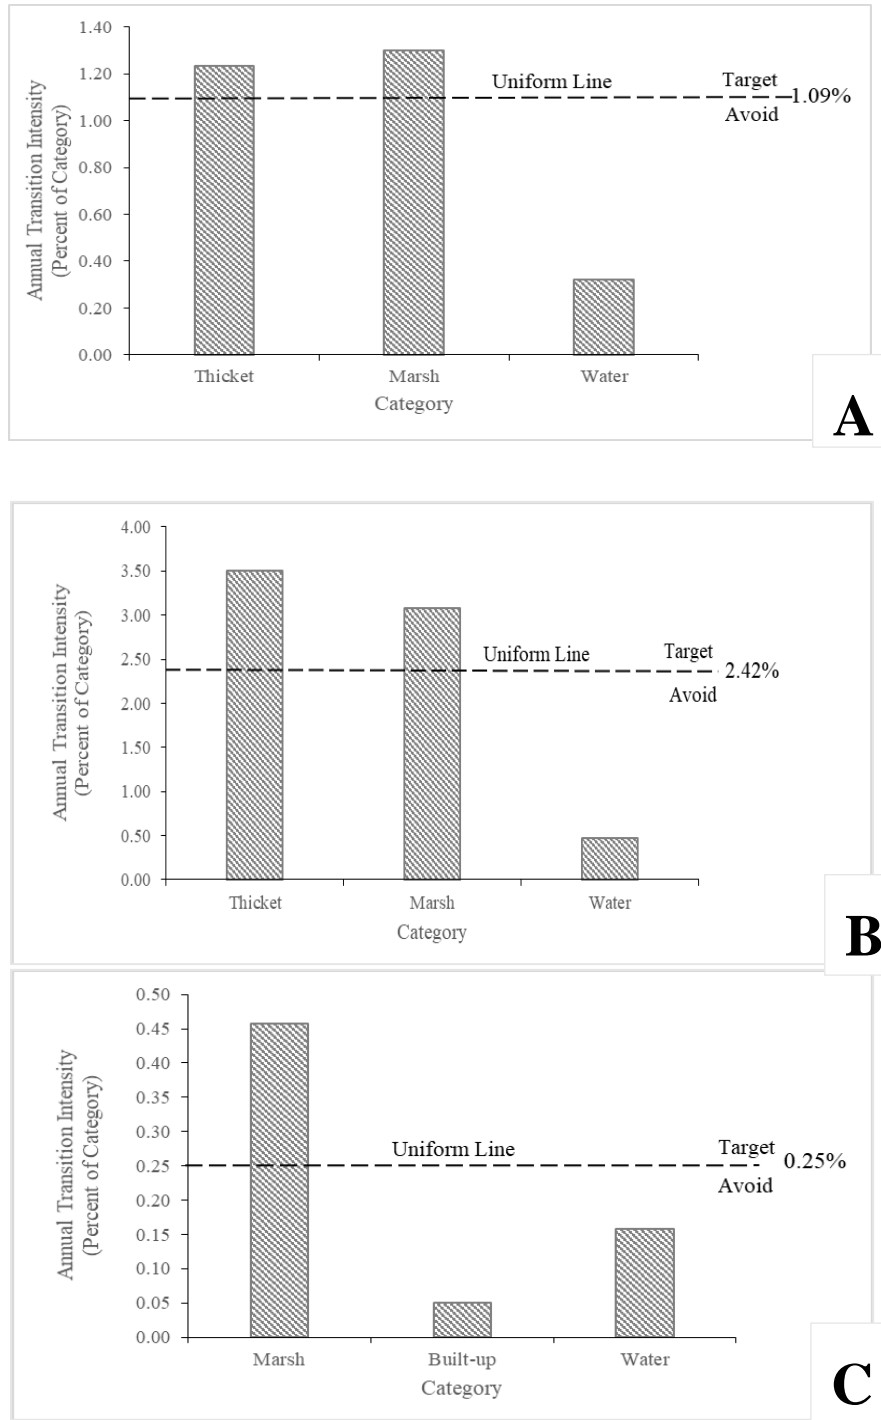 1.40
1.20
1.00
0.80
0.60
0.40
0.20
0.00
Annual Transition Intensity
(Percent of Category)
Uniform Line
Target
1.09%
Avoid
Thicket
Marsh
Water
Category
A
4.00
3.50
3.00
2.50
2.00
1.50
1.00
0.50
0.00
Annual Transition Intensity
(Percent of Category)
Uniform Line
Target
2.42%
Avoid
Thicket
Marsh
Water
Category
B
0.50
0.45
0.40
0.35
0.30
0.25
0.20
0.15
0.10
0.05
0.00
Annual Transition Intensity
(Percent of Category)
Uniform Line
Target
0.25%
Avoid
Marsh
Built-up
Water
Category
C